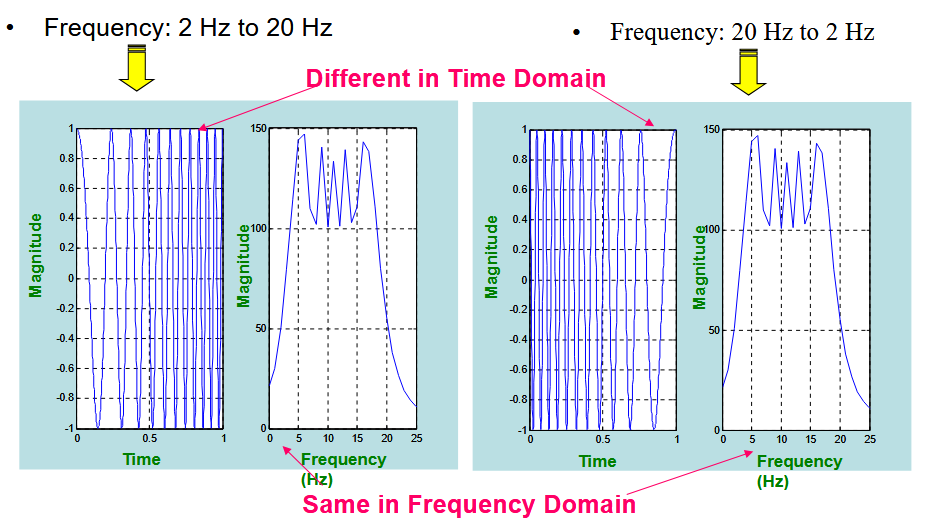 • Frequency: 2 Hz to 20 Hz
• Frequency: 20 Hz to 2 Hz
Different in Time Domain
1
0.8
0.6
0.4
0.2
0
-0.2
-0.4
-0.6
-0.8
-1
0 0.5 1
Magnitude
Time
150
100
50
0
0 5 10 15 20 25
Magnitude
Frequency
(Hz)
1
0.8
0.6
0.4
0.2
0
-0.2
-0.4
-0.6
-0.8
-1
0 0.5 1
Magnitude
Time
150
100
50
0
0 5 10 15 20 25
Magnitude
Frequency
(Hz)
Same in Frequency Domain